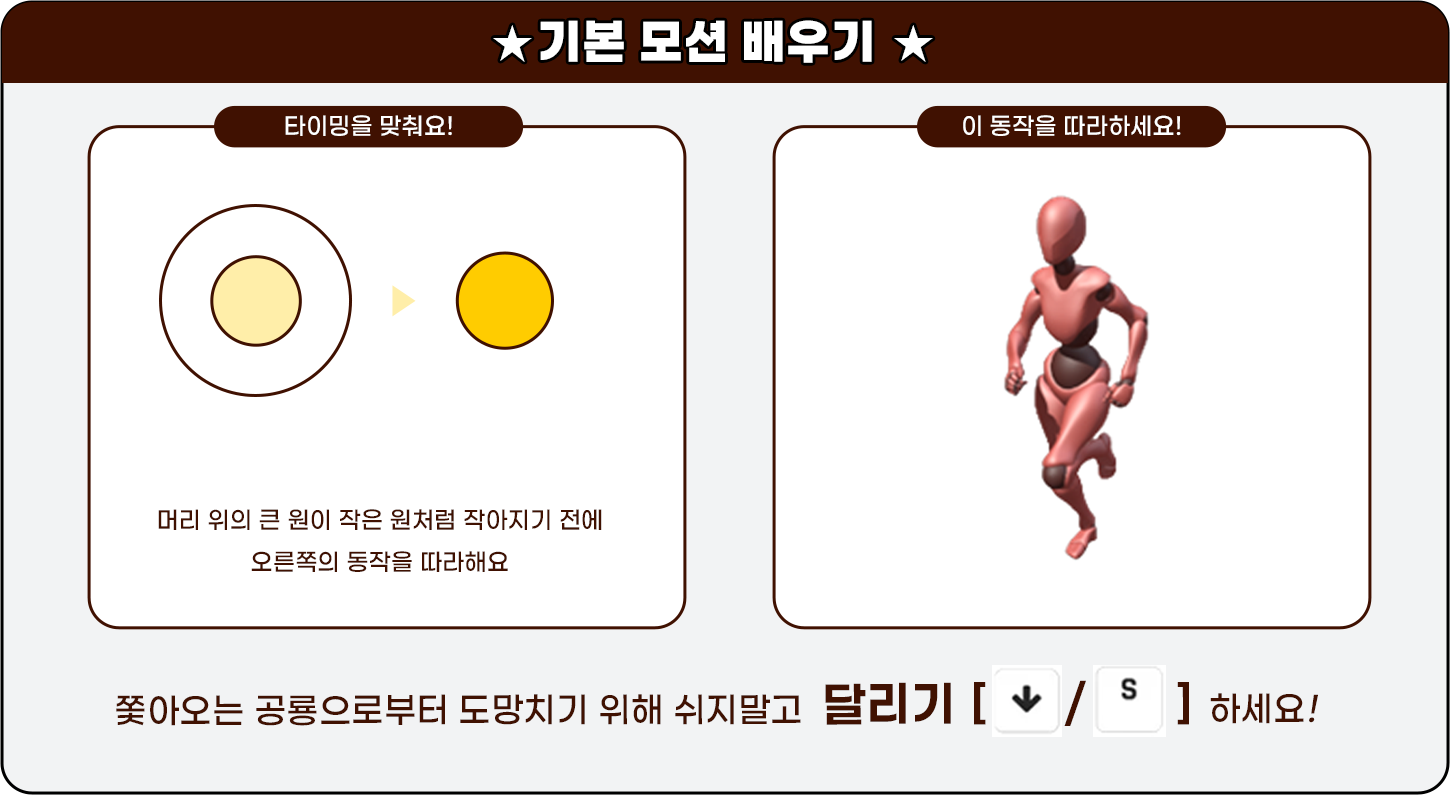 ★기본 모션 배우기 ★
타이밍을 맞춰요!
머리 위의 큰 원이 작은 원처럼 작아지기 전에
오른쪽의 동작을 따라해요
이 동작을 따라하세요!
쫓아오는 공룡으로부터 도망치기 위해 쉬지말고 달리기 [↓/S] 하세요!